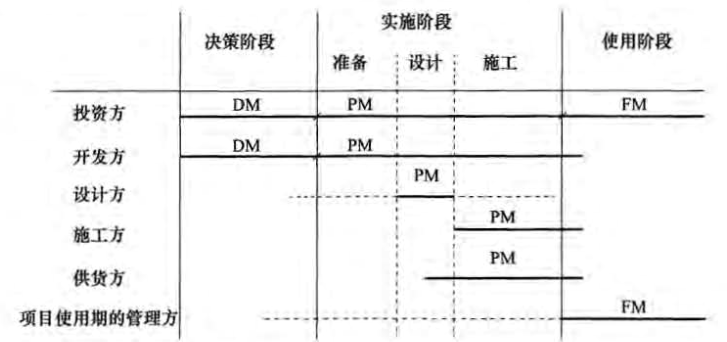 实施阶段
决策阶段
使用阶段
准备 设计 施工
投资方 DM PM FM
开发方 DM PM
设计方 PM
施工方 PM
供货方 PM
项目使用期的管理方 FM